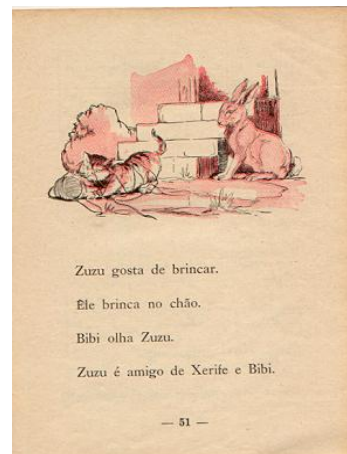 Zuzu gosta de brincar.
Êle brinca no chão.
Bibi olha Zuzu.
Zuzu é amigo de Xerife e Bibi.
— 51 —